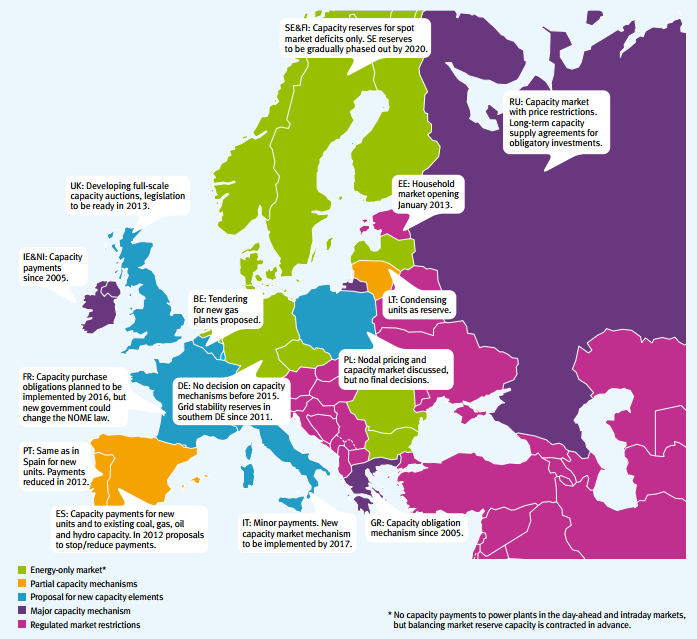 SE&FI: Capacity reserves for spot
market deficits only. SE reserves
to be gradually phased out by 2020.
RU: Capacity market
with price restrictions.
Long-term capacity
supply agreements for
obligatory investments.
UK: Developing full-scale
capacity auctions, legislation
to be ready in 2013.
EE: Household
market opening
January 2013.
IE&NI: Capacity
payments
since 2005.
BE: Tendering
for new gas
plants proposed.
LT: Condensing
units as reserve.
PL: Nodal pricing and
capacity market discussed,
but no final decisions.
FR: Capacity purchase
obligations planned to be
implemented by 2016, but
new government could
change the NOME law.
DE: No decision on capacity
mechanisms before 2015.
Grid stability reserves in
southern DE since 2011.
PT: Same as in
Spain for new
units. Payments
reduced in 2012.
ES: Capacity payments for new
units and to existing coal, gas, oil
and hydro capacity. In 2012 proposals
to stop/reduce payments.
IT: Minor payments. New
capacity market mechanism
to be implemented by 2017.
GR: Capacity obligation
mechanism since 2005.
Energy-only market*
Partial capacity mechanisms
Proposal for new capacity elements
Major capacity mechanism
Regulated market restrictions
* No capacity payments to power plants in the day-ahead and intraday markets,
but balancing market reserve capacity is contracted in advance.